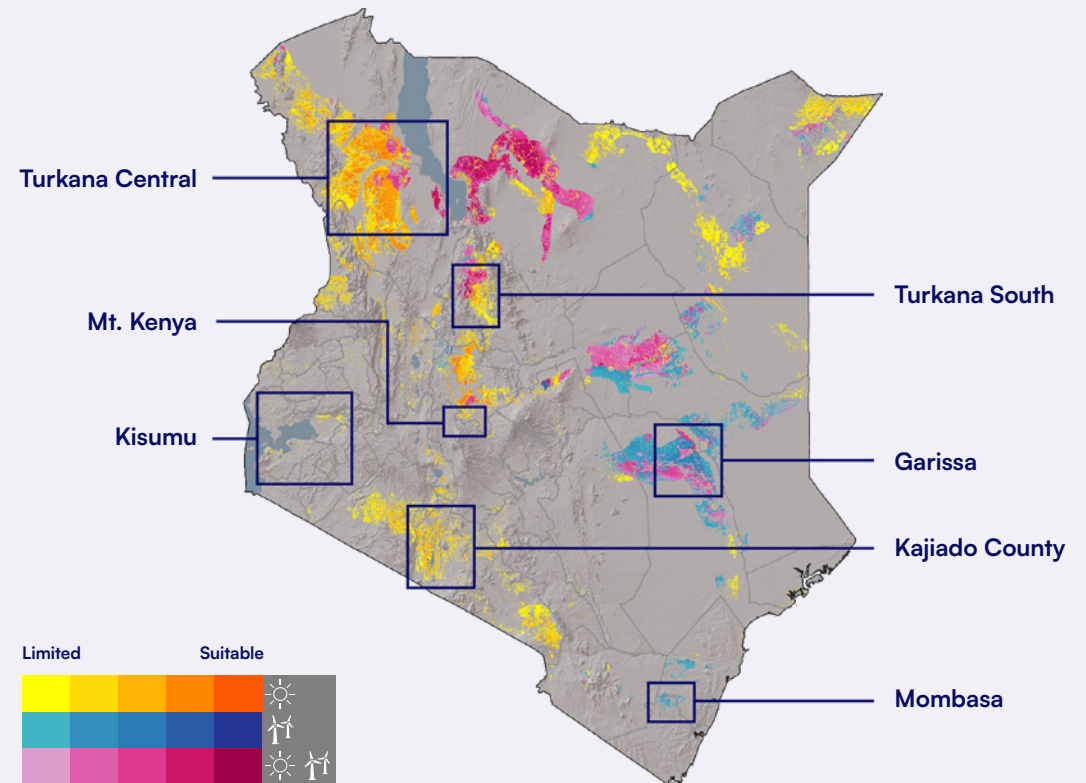 Turkana Central
Turkana South
Mt. Kenya
Kisumu
Garissa
Kajiado County
Limited Suitable
Mombasa